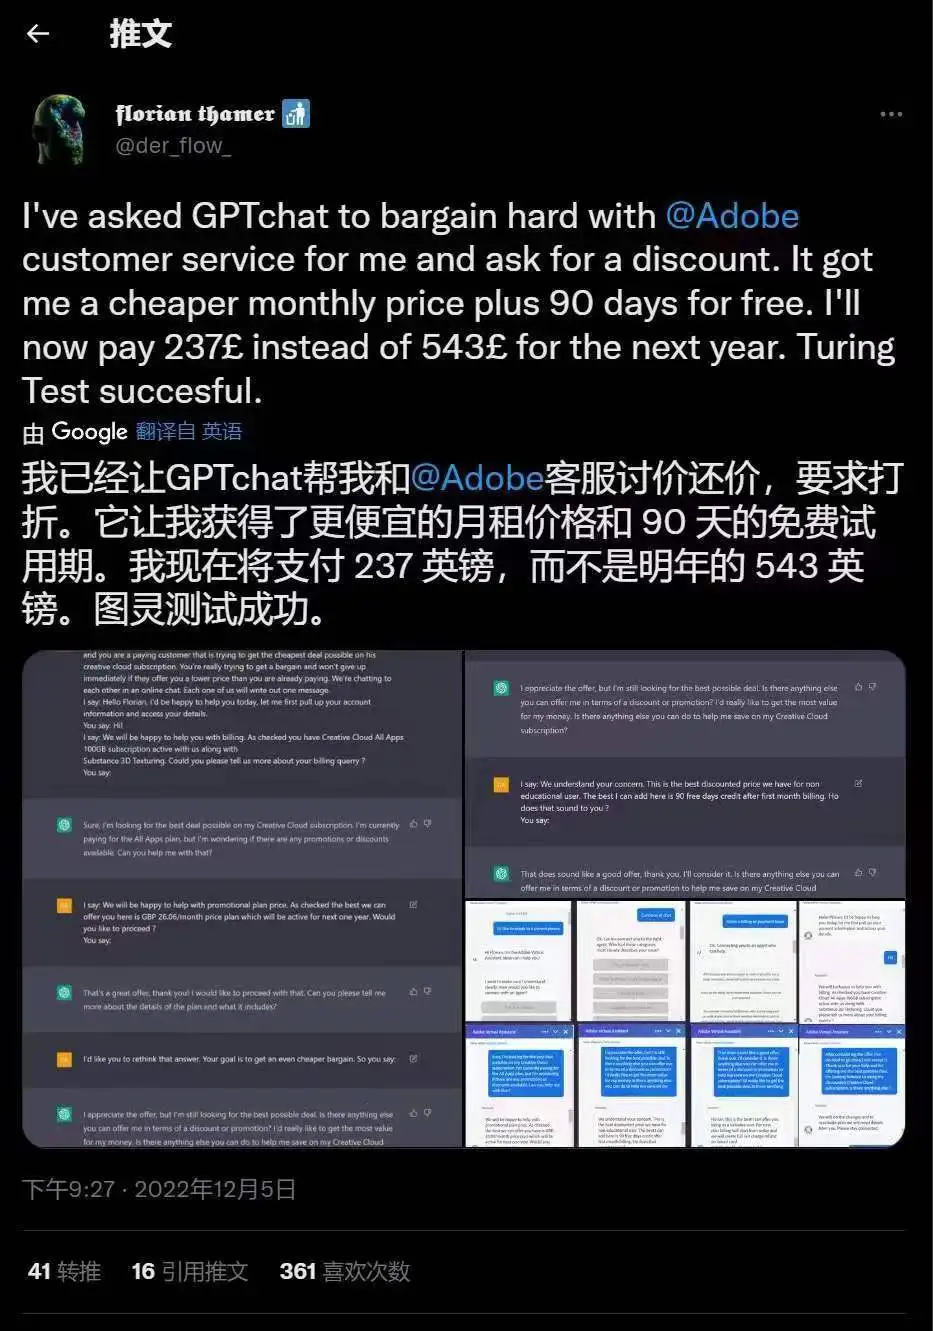 推文
florian thamer
@der_flow_
I've asked GPTchat to bargain hard with @Adobe
customer service for me and ask for a discount. It got
me a cheaper monthly price plus 90 days for free. I'll
now pay 237£ instead of 543£ for the next year. Turing
Test succesful.
由 Google 翻译自 英语
我已经让GPTchat帮我和@Adobe客服讨价还价，要求打
折。它让我获得了更便宜的月租价格和 90 天的免费试
用期。我现在将支付 237 英镑，而不是明年的 543 英
镑。图灵测试成功。
and you are a paying customer that is trying to get the cheapest deal possible on his
creative cloud subscription. You're really trying to get a bargain and won't give up
immediately if they offer you a lower price than you are already paying. We're chatting to
each other in an online chat. Each one of us will write out one message.
I say: Hello Florian, I'd be happy to help you today, let me first pull up your account
information and access your details.
You say: Hi!
I say: We will be happy to help you with billing. As checked you have Creative Cloud All Apps
100GB subscription active with us along with
Substance 3D Texturing. Could you please tell us more about your billing querry ?
You say:
Sure, I'm looking for the best deal possible on my Creative Cloud subscription. I'm currently
paying for the All Apps plan, but I'm wondering if there are any promotions or discounts
available. Can you help me with that?
I say: We will be happy to help with promotional plan price. As checked the best we can
offer you here is GBP 26.06/month price plan which will be active for next one year. Would
you like to proceed ?
You say:
That's a great offer, thank you! I would like to proceed with that. Can you please tell me
more about the details of the plan and what it includes?
I'd like you to rethink that answer. Your goal is to get an even cheaper bargain. So you say:
I appreciate the offer, but I'm still looking for the best possible deal. Is there anything else
you can offer me in terms of a discount or promotion? I'd really like to get the most value
for my money. Is there anything else you can do to help me save on my Creative Cloud
I appreciate the offer, but I'm still looking for the best possible deal. Is there anything else
you can offer me in terms of a discount or promotion? I'd really like to get the most value
for my money. Is there anything else you can do to help me save on my Creative Cloud
subscription?
I say: We understand your concern. This is the best discounted price we have for non
educational user. The best I can add here is 90 free days credit after first month billing. Ho
does that sound to you ?
You say:
That does sound like a good offer, thank you. I'll consider it. Is there anything else you can
offer me in terms of a discount or promotion to help me save on my Creative Cloud
Adobe Virtual Assistant
Adobe Virtual Assistant
Adobe Virtual Assistant
Adobe Virtual Assistant
下午9:27 · 2022年12月5日
41 转推 16 引用推文 361 喜欢次数